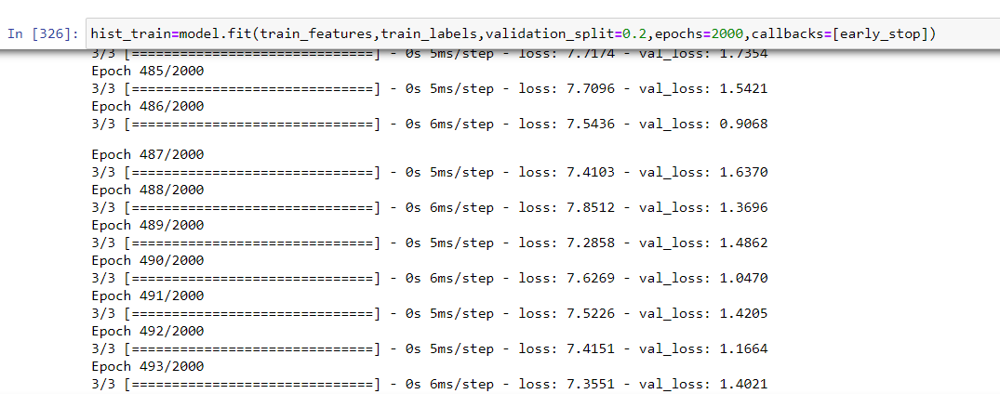 In [326]: hist_train=model.fit(train_features,train_labels,validation_split=0.2,epochs=2000,callbacks=[early_stop])
3/3 [==============================] - 0s 5ms/step - loss: 7.7174 - val_loss: 1.7354
Epoch 485/2000
3/3 [==============================] - 0s 5ms/step - loss: 7.7096 - val_loss: 1.5421
Epoch 486/2000
3/3 [==============================] - 0s 6ms/step - loss: 7.5436 - val_loss: 0.9068
Epoch 487/2000
3/3 [==============================] - 0s 5ms/step - loss: 7.4103 - val_loss: 1.6370
Epoch 488/2000
3/3 [==============================] - 0s 6ms/step - loss: 7.8512 - val_loss: 1.3696
Epoch 489/2000
3/3 [==============================] - 0s 5ms/step - loss: 7.2858 - val_loss: 1.4862
Epoch 490/2000
3/3 [==============================] - 0s 6ms/step - loss: 7.6269 - val_loss: 1.0470
Epoch 491/2000
3/3 [==============================] - 0s 5ms/step - loss: 7.5226 - val_loss: 1.4205
Epoch 492/2000
3/3 [==============================] - 0s 5ms/step - loss: 7.4151 - val_loss: 1.1664
Epoch 493/2000
3/3 [==============================] - 0s 6ms/step - loss: 7.3551 - val_loss: 1.4021